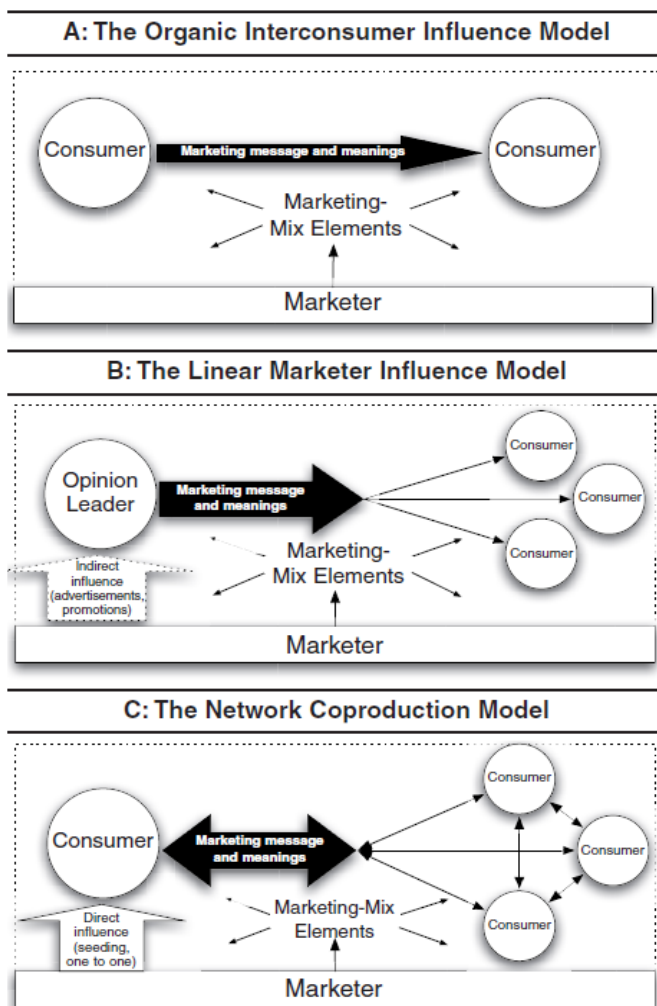 A: The Organic Interconsumer Influence Model
Consumer
Marketing message and meanings
Consumer
Marketing-
Mix Elements
Marketer
B: The Linear Marketer Influence Model
Opinion
Leader
Marketing message
and meanings
Consumer
Consumer
Consumer
Indirect
influence
(advertisements,
promotions)
Marketing-
Mix Elements
Marketer
C: The Network Coproduction Model
Consumer
Marketing message
and meanings
Consumer
Consumer
Consumer
Direct
influence
(seeding,
one to one)
Marketing-Mix
Elements
Marketer